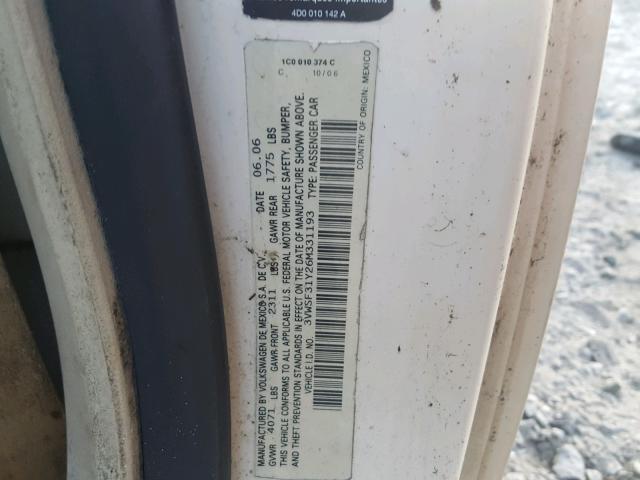 remarques importantes
4D0 010 142 A
1C0 010 374 C
C 10/06
MANUFACTURED BY VOLKSWAGEN DE MEXICO S.A. DE C.V. DATE 06.06
GVWR 4071 LBS GAWR FRONT 2311 LBS GAWR REAR 1775 LBS
THIS VEHICLE CONFORMS TO ALL APPLICABLE U.S. FEDERAL MOTOR VEHICLE SAFETY, BUMPER,
AND THEFT PREVENTION STANDARDS IN EFFECT ON THE DATE OF MANUFACTURE SHOWN ABOVE.
VEHICLE I.D. NO. 3VWSF31Y26M331193 TYPE: PASSENGER CAR
COUNTRY OF ORIGIN: MEXICO